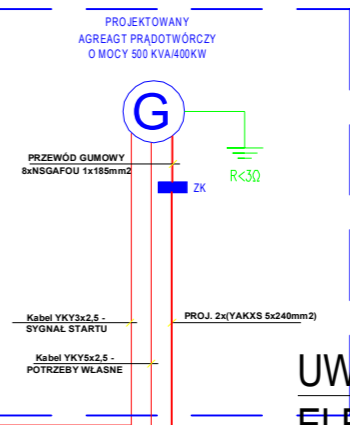 PROJEKTOWANY
AGREAGT PRĄDOTWÓRCZY
O MOCY 500 KVA/400KW
G
PRZEWÓD GUMOWY
8xNSGAFOU 1x185mm2
ZK
R<3Ω
Kabel YKY3x2,5 -
SYGNAŁ STARTU
PROJ. 2x(YAKXS 5x240mm2)
Kabel YKY5x2,5 -
POTRZEBY WŁASNE
UW